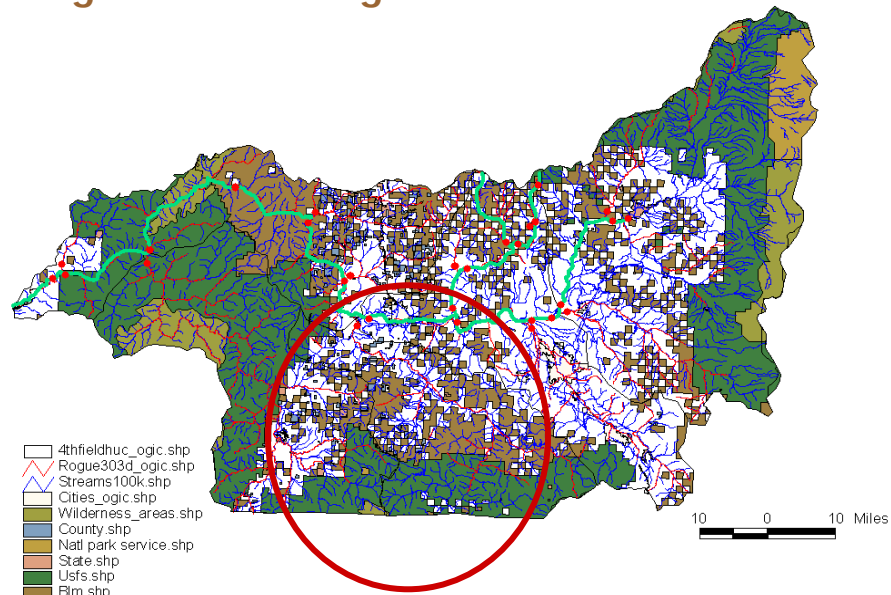 4thfieldhuc_ogic.shp
Rogue303d_ogic.shp
Streams100k.shp
Cities_ogic.shp
Wilderness_areas.shp
County.shp
Natl park service.shp
State.shp
Usfs.shp
Blm.shp
10 0 10 Miles